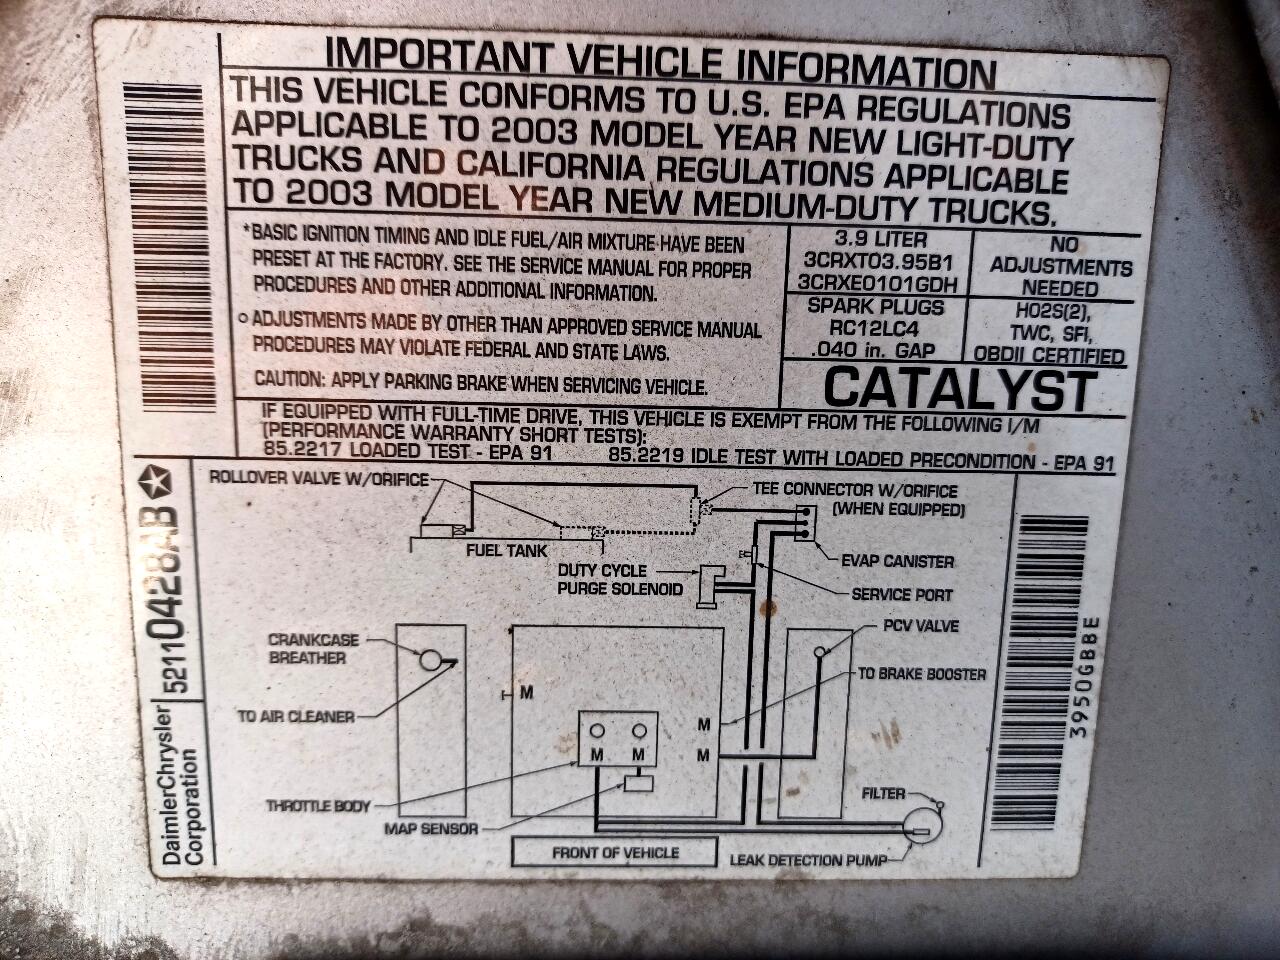 IMPORTANT VEHICLE INFORMATION
THIS VEHICLE CONFORMS TO U.S. EPA REGULATIONS
APPLICABLE TO 2003 MODEL YEAR NEW LIGHT-DUTY
TRUCKS AND CALIFORNIA REGULATIONS APPLICABLE
TO 2003 MODEL YEAR NEW MEDIUM-DUTY TRUCKS.
*BASIC IGNITION TIMING AND IDLE FUEL/AIR MIXTURE HAVE BEEN
PRESET AT THE FACTORY. SEE THE SERVICE MANUAL FOR PROPER
PROCEDURES AND OTHER ADDITIONAL INFORMATION.
○ ADJUSTMENTS MADE BY OTHER THAN APPROVED SERVICE MANUAL
PROCEDURES MAY VIOLATE FEDERAL AND STATE LAWS.
CAUTION: APPLY PARKING BRAKE WHEN SERVICING VEHICLE.
3.9 LITER
3CRXT03.95B1
3CRXE0101GDH
NO
ADJUSTMENTS
NEEDED
SPARK PLUGS
RC12LC4
.040 in. GAP
HO2S(2),
TWC, SFI,
OBDII CERTIFIED
CATALYST
IF EQUIPPED WITH FULL-TIME DRIVE, THIS VEHICLE IS EXEMPT FROM THE FOLLOWING I/M
(PERFORMANCE WARRANTY SHORT TESTS):
85.2217 LOADED TEST - EPA 91 85.2219 IDLE TEST WITH LOADED PRECONDITION - EPA 91
ROLLOVER VALVE W/ORIFICE
TEE CONNECTOR W/ORIFICE
(WHEN EQUIPPED)
FUEL TANK
EVAP CANISTER
DUTY CYCLE
PURGE SOLENOID
SERVICE PORT
PCV VALVE
CRANKCASE
BREATHER
TO BRAKE BOOSTER
M
TO AIR CLEANER
M
M M
M
THROTTLE BODY
FILTER
MAP SENSOR
FRONT OF VEHICLE
LEAK DETECTION PUMP
DaimlerChrysler
Corporation
52110428AB
3950GBBE